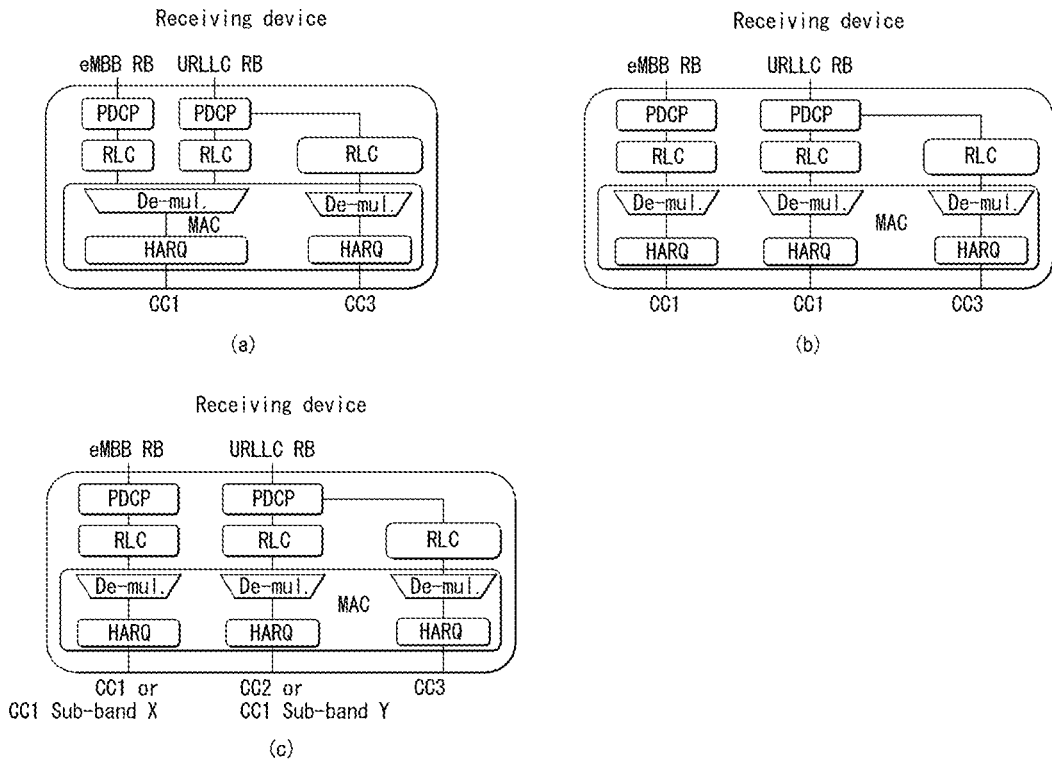 Receiving device
eMBB RB URLLC RB
PDCP PDCP
RLC RLC RLC
De-mul. De-mul.
MAC
HARQ HARQ
CC1 CC3
(a)
Receiving device
eMBB RB URLLC RB
PDCP PDCP
RLC RLC RLC
De-mul. De-mul. De-mul.
MAC
HARQ HARQ HARQ
CC1 CC1 CC3
(b)
Receiving device
eMBB RB URLLC RB
PDCP PDCP
RLC RLC RLC
De-mul. De-mul. De-mul.
MAC
HARQ HARQ HARQ
CC1 or CC2 or CC3
CC1 Sub-band X CC1 Sub-band Y
(c)